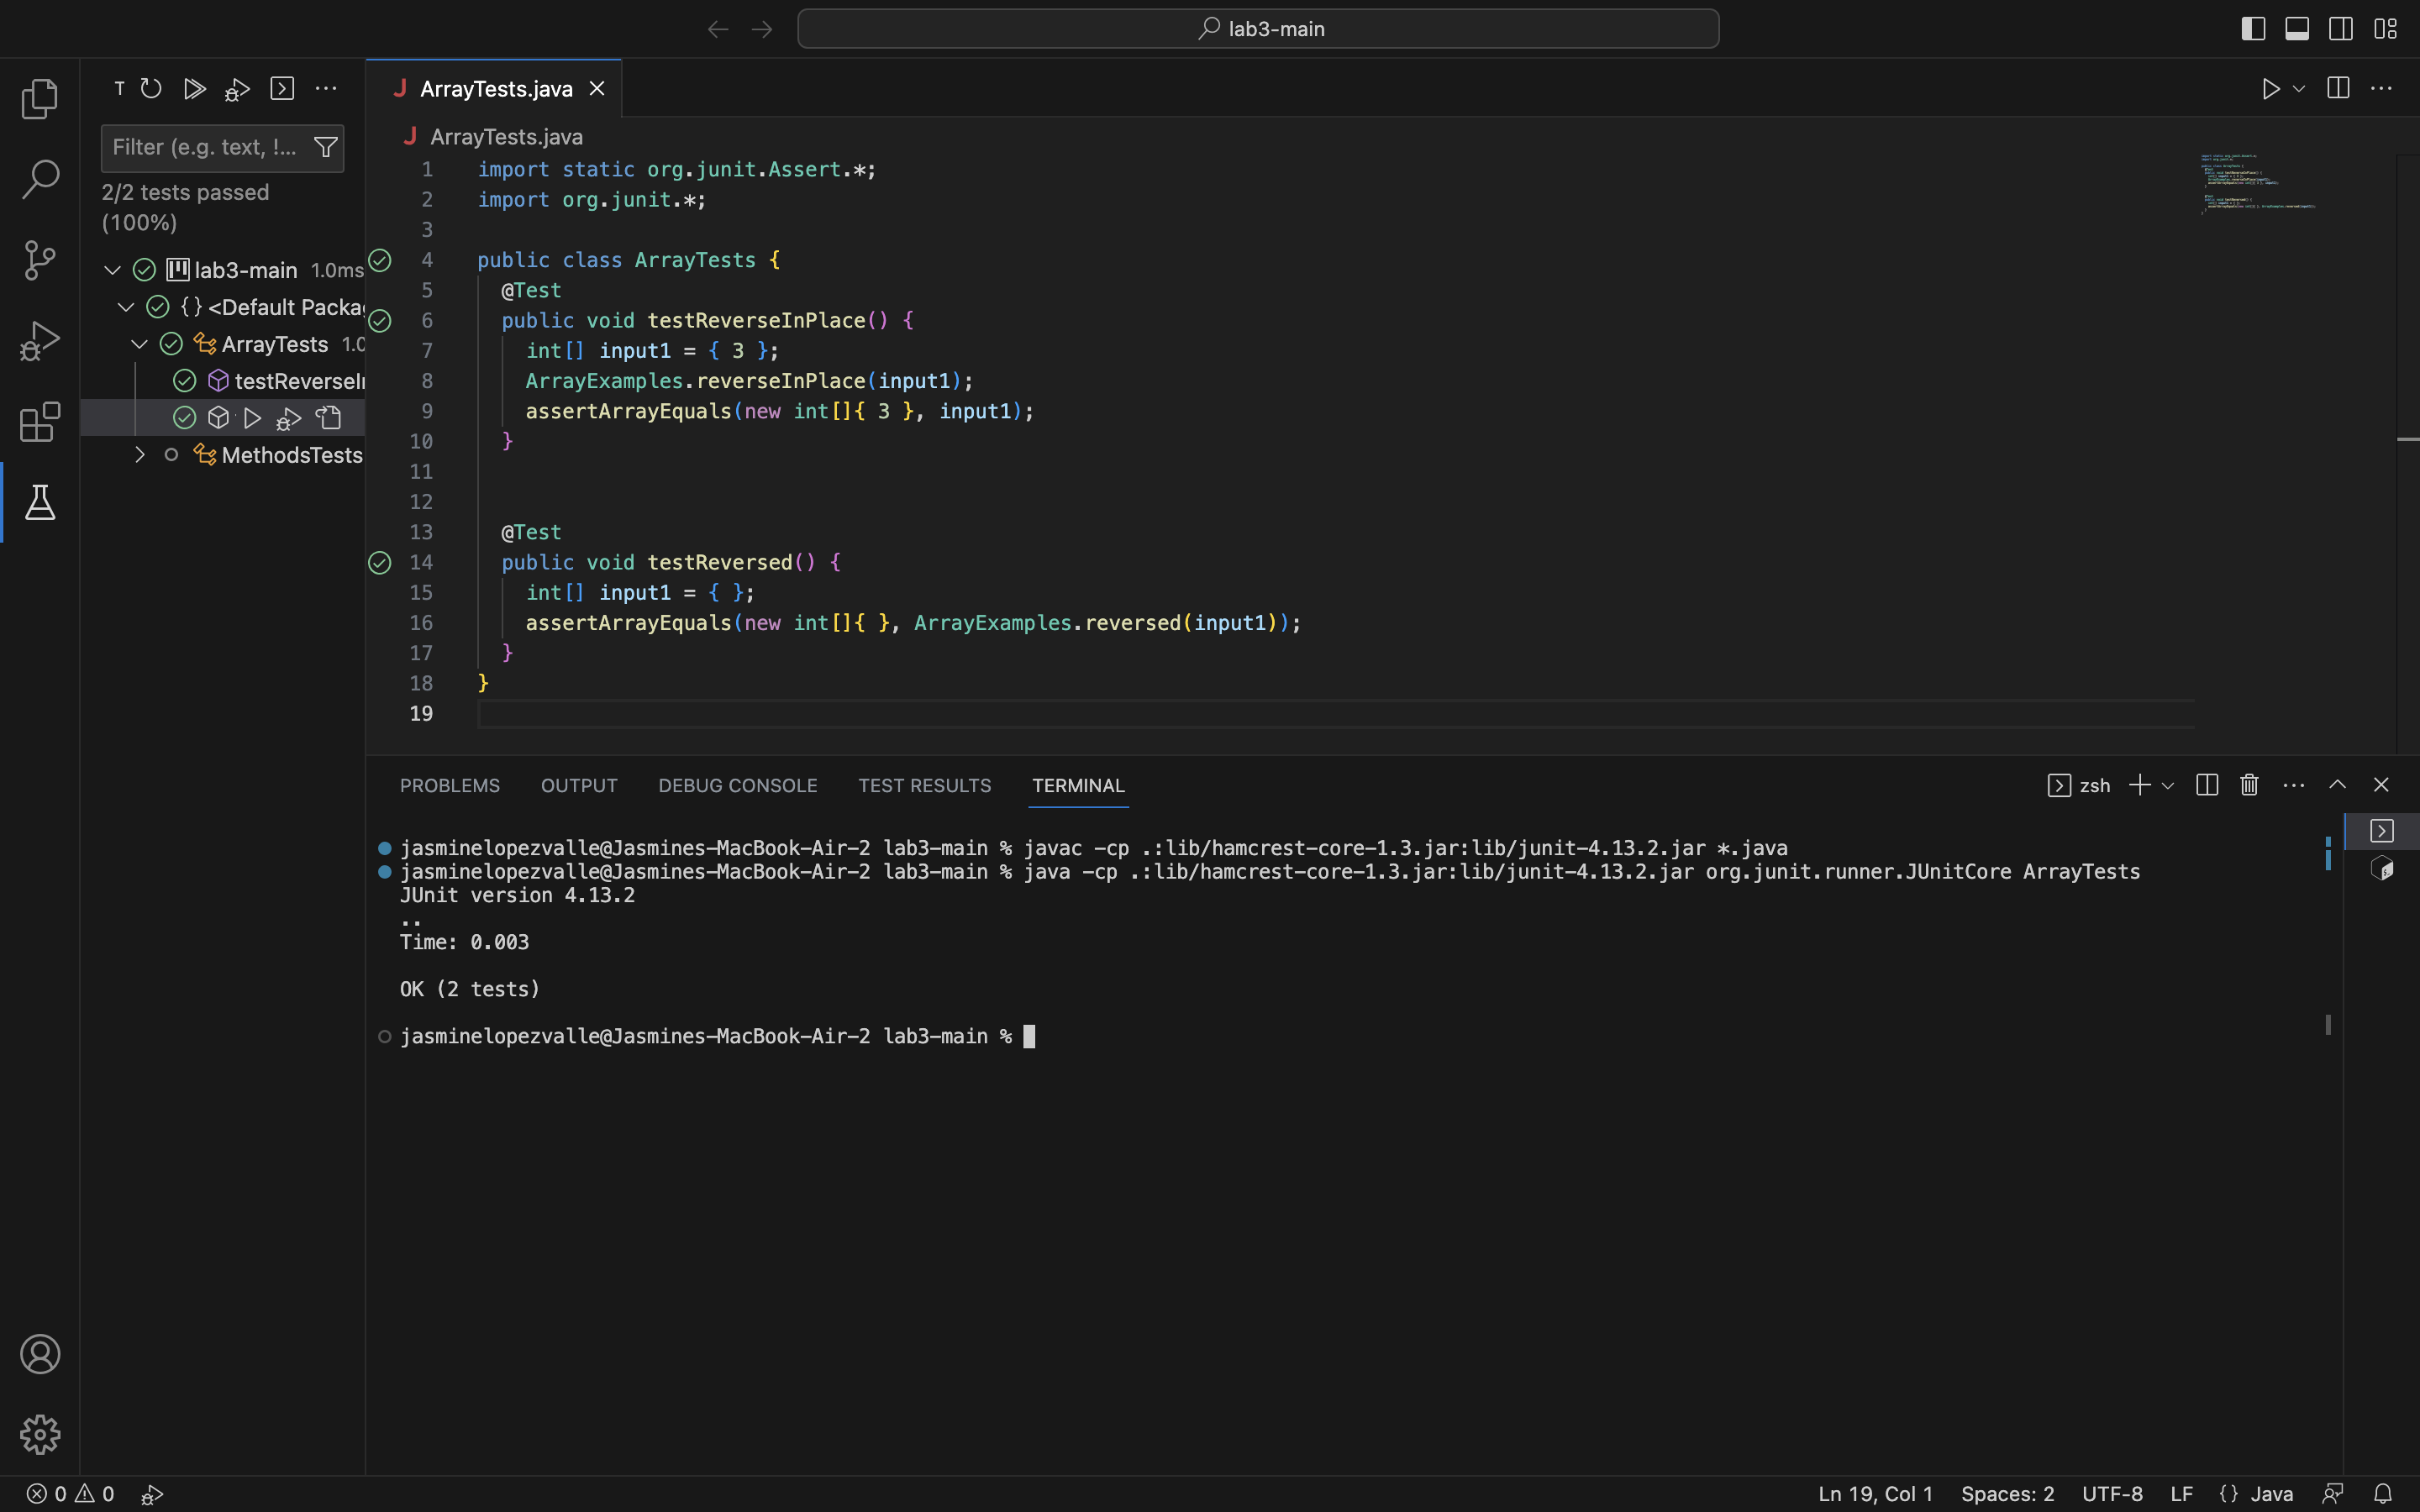 lab3-main
T
Filter (e.g. text, !...
2/2 tests passed
(100%)
lab3-main 1.0ms
{} <Default Packag
ArrayTests 1.0
testReverseIn
MethodsTests
J ArrayTests.java
J ArrayTests.java
1 import static org.junit.Assert.*;
2 import org.junit.*;
3
4 public class ArrayTests {
5 @Test
6 public void testReverseInPlace() {
7 int[] input1 = { 3 };
8 ArrayExamples.reverseInPlace(input1);
9 assertArrayEquals(new int[]{ 3 }, input1);
10 }
11
12
13 @Test
14 public void testReversed() {
15 int[] input1 = { };
16 assertArrayEquals(new int[]{ }, ArrayExamples.reversed(input1));
17 }
18 }
19
PROBLEMS OUTPUT DEBUG CONSOLE TEST RESULTS TERMINAL zsh
jasminelopezvalle@Jasmines-MacBook-Air-2 lab3-main % javac -cp .:lib/hamcrest-core-1.3.jar:lib/junit-4.13.2.jar *.java
jasminelopezvalle@Jasmines-MacBook-Air-2 lab3-main % java -cp .:lib/hamcrest-core-1.3.jar:lib/junit-4.13.2.jar org.junit.runner.JUnitCore ArrayTests
JUnit version 4.13.2
..
Time: 0.003
OK (2 tests)
jasminelopezvalle@Jasmines-MacBook-Air-2 lab3-main %
0 0 Ln 19, Col 1 Spaces: 2 UTF-8 LF {} Java